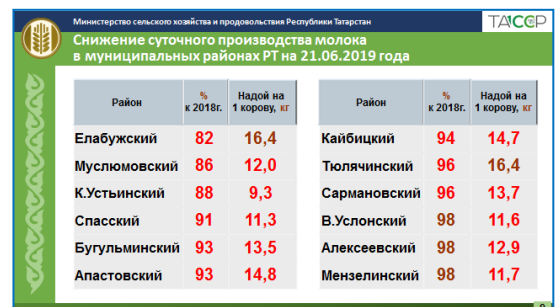 Министерство сельского хозяйства и продовольствия Республики Татарстан
ТАССР
Снижение суточного производства молока
в муниципальных районах РТ на 21.06.2019 года
Район % к 2018г. Надой на 1 корову, кг
Елабужский 82 16,4
Муслюмовский 86 12,0
К.Устьинский 88 9,3
Спасский 91 11,3
Бугульминский 93 13,5
Апастовский 93 14,8
Район % к 2018г. Надой на 1 корову, кг
Кайбицкий 94 14,7
Тюлячинский 96 16,4
Сармановский 96 13,7
В.Услонский 98 11,6
Алексеевский 98 12,9
Мензелинский 98 11,7